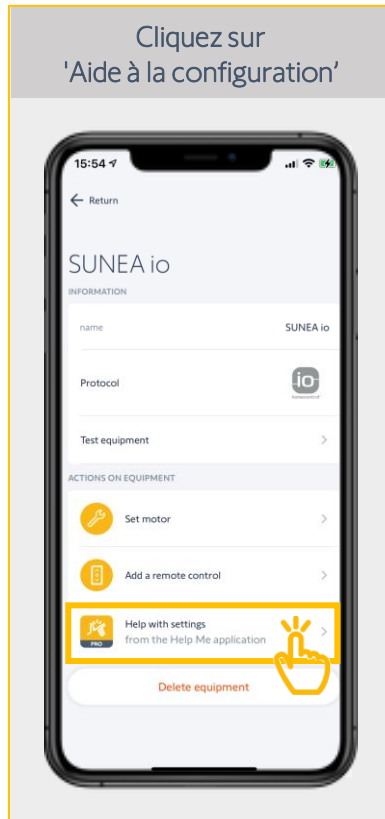 Cliquez sur
'Aide à la configuration’
15:54
Return
SUNEA io
INFORMATION
name SUNEA io
Protocol io
homecontrol
Test equipment
ACTIONS ON EQUIPMENT
Set motor
Add a remote control
Help with settings
from the Help Me application
PRO
Delete equipment